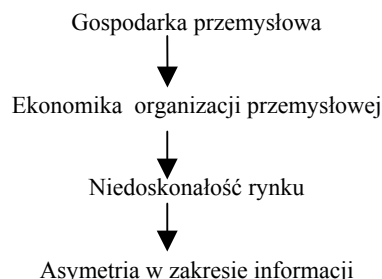 Gospodarka przemysłowa
Ekonomika organizacji przemysłowej
Niedoskonałość rynku
Asymetria w zakresie informacji